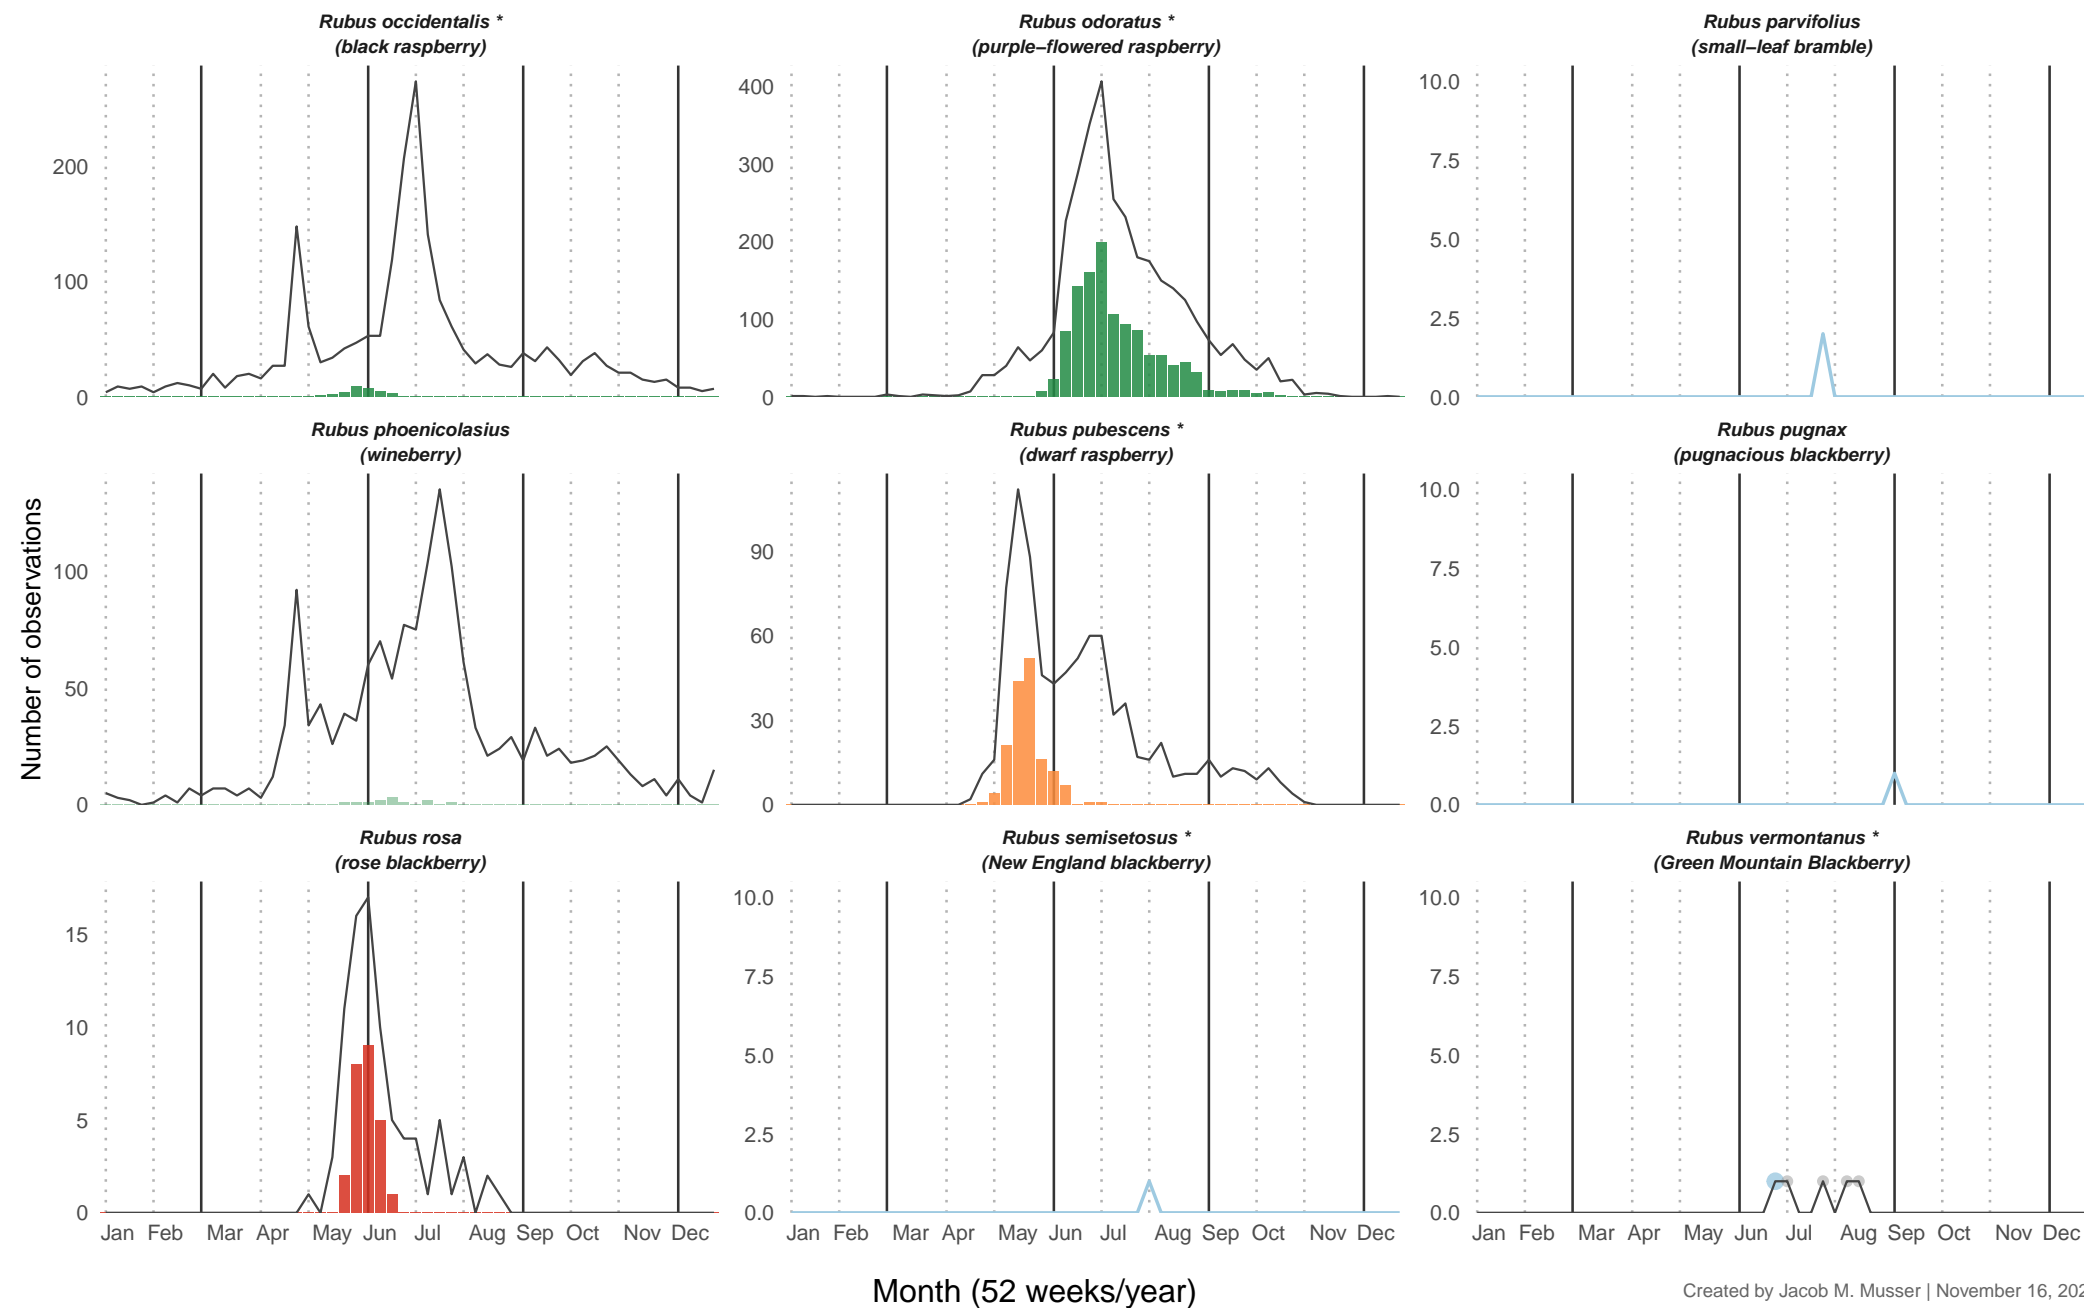 Rubus occidentalis *
(black raspberry)
Rubus odoratus *
(purple−flowered raspberry)
Rubus parvifolius
(small−leaf bramble)
200
100
0
400
300
200
100
0
10.0
7.5
5.0
2.5
0.0
Rubus phoenicolasius
(wineberry)
Rubus pubescens *
(dwarf raspberry)
Rubus pugnax
(pugnacious blackberry)
Number of observations
100
50
0
90
60
30
0
10.0
7.5
5.0
2.5
0.0
Rubus rosa
(rose blackberry)
Rubus semisetosus *
(New England blackberry)
Rubus vermontanus *
(Green Mountain Blackberry)
15
10
5
0
10.0
7.5
5.0
2.5
0.0
10.0
7.5
5.0
2.5
0.0
Jan Feb Mar Apr May Jun Jul Aug Sep Oct Nov Dec
Jan Feb Mar Apr May Jun Jul Aug Sep Oct Nov Dec
Jan Feb Mar Apr May Jun Jul Aug Sep Oct Nov Dec
Month (52 weeks/year)
Created by Jacob M. Musser | November 16, 202